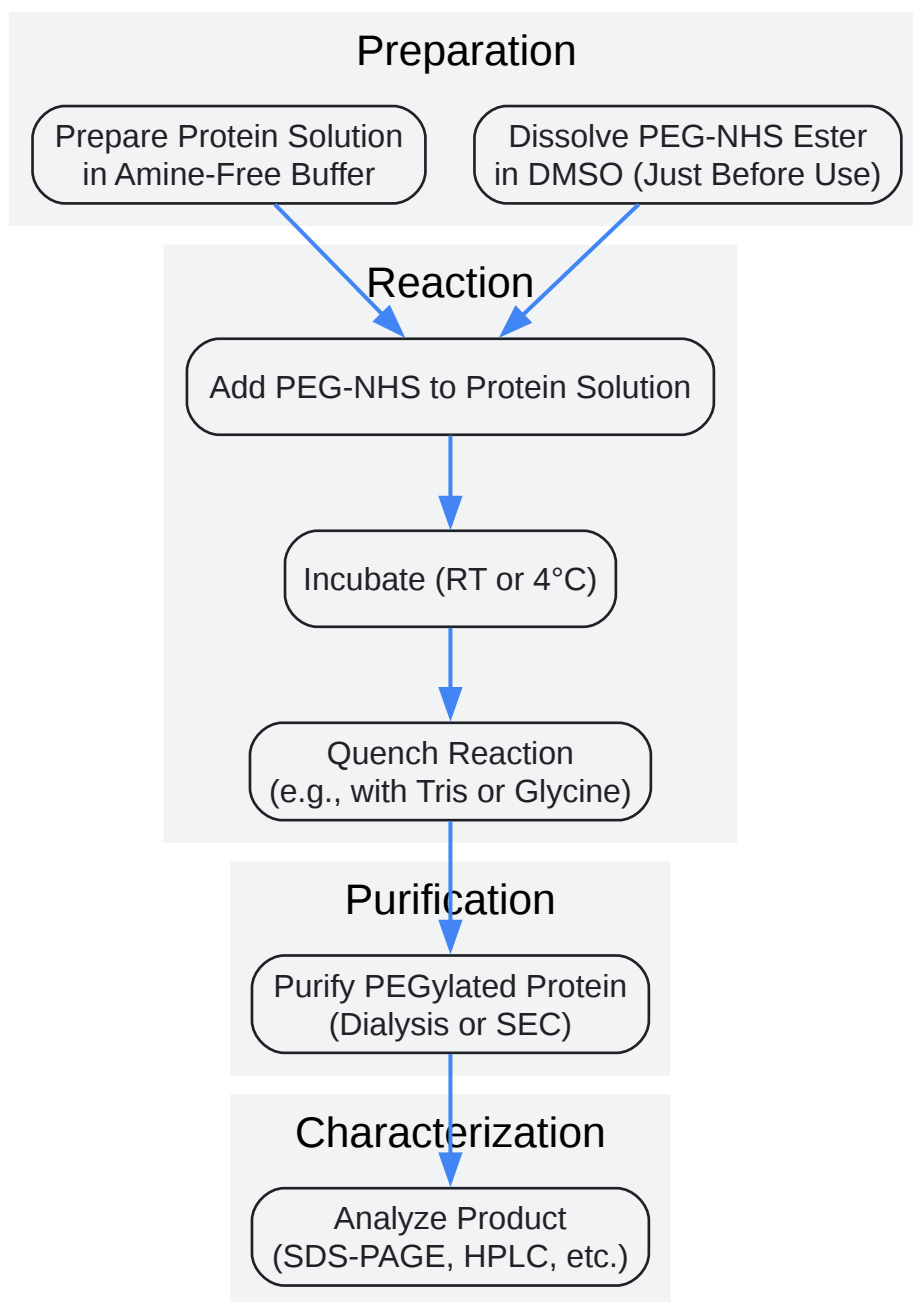 Preparation
Prepare Protein Solution
in Amine-Free Buffer
Dissolve PEG-NHS Ester
in DMSO (Just Before Use)
Reaction
Add PEG-NHS to Protein Solution
Incubate (RT or 4°C)
Quench Reaction
(e.g., with Tris or Glycine)
Purification
Purify PEGylated Protein
(Dialysis or SEC)
Characterization
Analyze Product
(SDS-PAGE, HPLC, etc.)